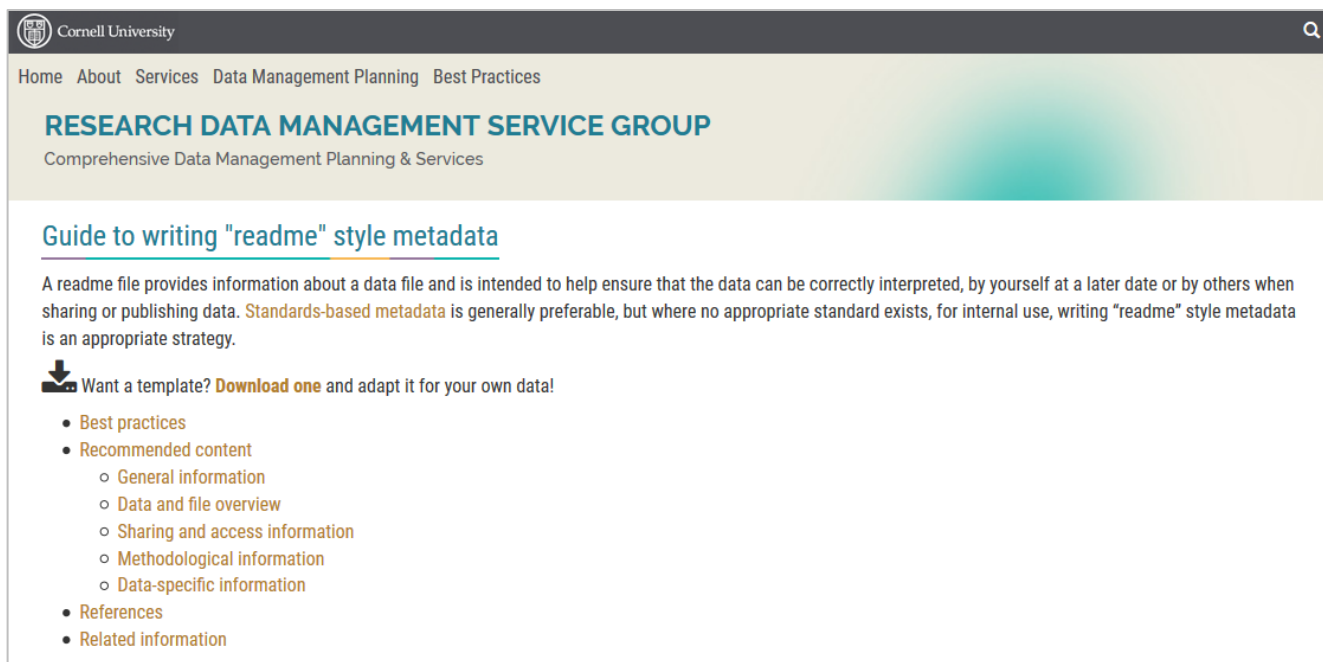 Cornell University
Home About Services Data Management Planning Best Practices
RESEARCH DATA MANAGEMENT SERVICE GROUP
Comprehensive Data Management Planning & Services
Guide to writing "readme" style metadata
A readme file provides information about a data file and is intended to help ensure that the data can be correctly interpreted, by yourself at a later date or by others when
sharing or publishing data. Standards-based metadata is generally preferable, but where no appropriate standard exists, for internal use, writing “readme” style metadata
is an appropriate strategy.
Want a template? Download one and adapt it for your own data!
• Best practices
• Recommended content
○ General information
○ Data and file overview
○ Sharing and access information
○ Methodological information
○ Data-specific information
• References
• Related information